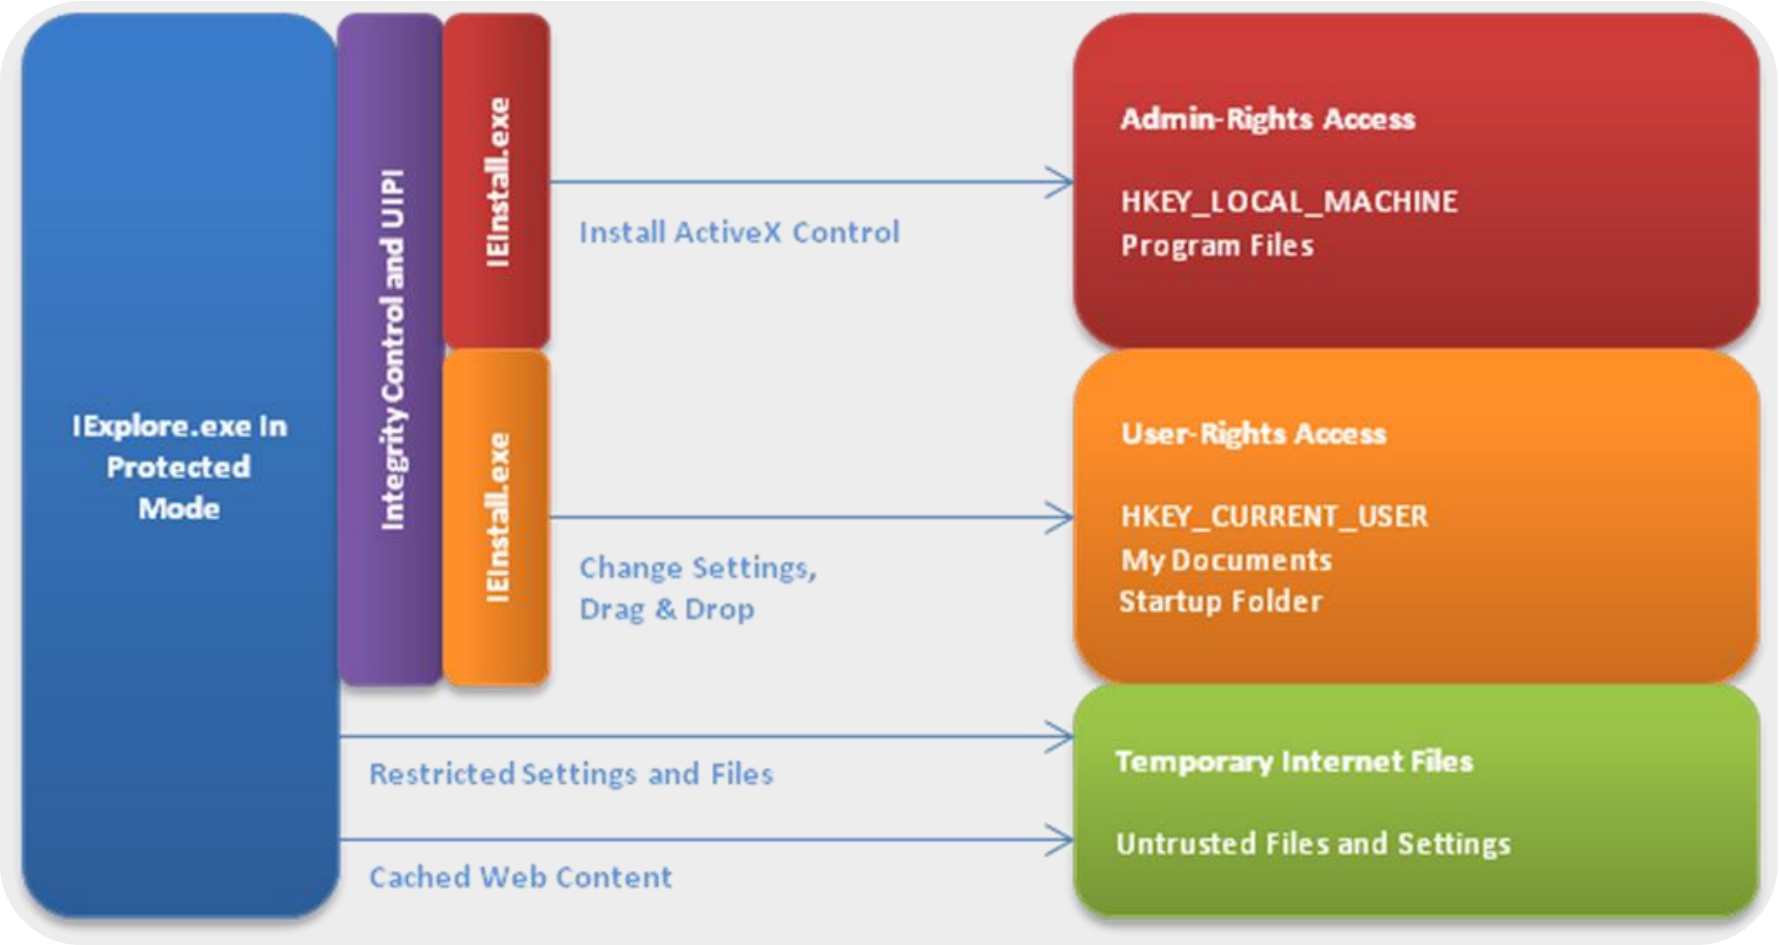 IExplore.exe In
Protected
Mode
Integrity Control and UIPI
IEInstall.exe
IEInstall.exe
Install ActiveX Control
Change Settings,
Drag & Drop
Restricted Settings and Files
Cached Web Content
Admin-Rights Access
HKEY_LOCAL_MACHINE
Program Files
User-Rights Access
HKEY_CURRENT_USER
My Documents
Startup Folder
Temporary Internet Files
Untrusted Files and Settings